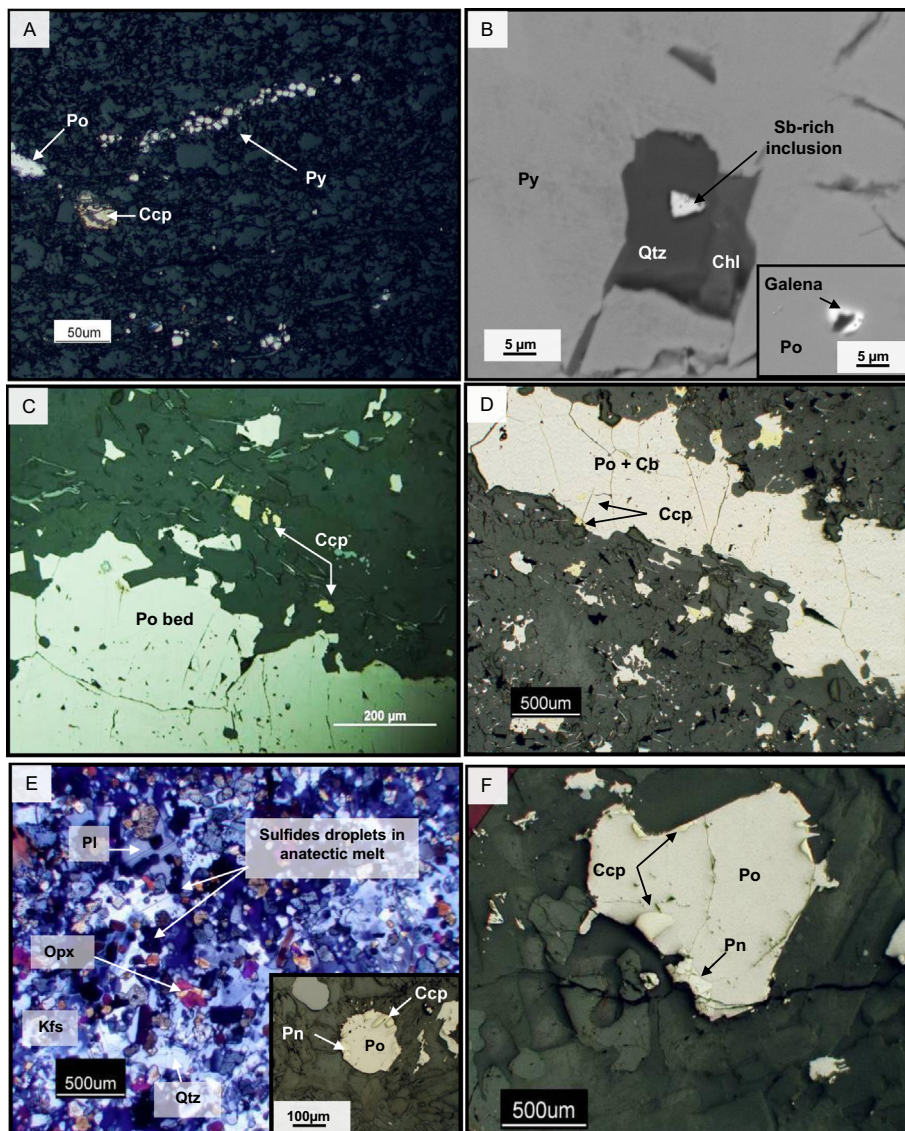 A
Po
Py
Ccp
50um
B
Sb-rich
inclusion
Py
Qtz
Chl
Galena
Po
5 µm
5 µm
C
Ccp
Po bed
200 µm
D
Po + Cb
Ccp
500um
E
Pl
Sulfides droplets in
anatectic melt
Opx
Kfs
Qtz
500um
Ccp
Pn
Po
100µm
F
Ccp
Po
Pn
500um